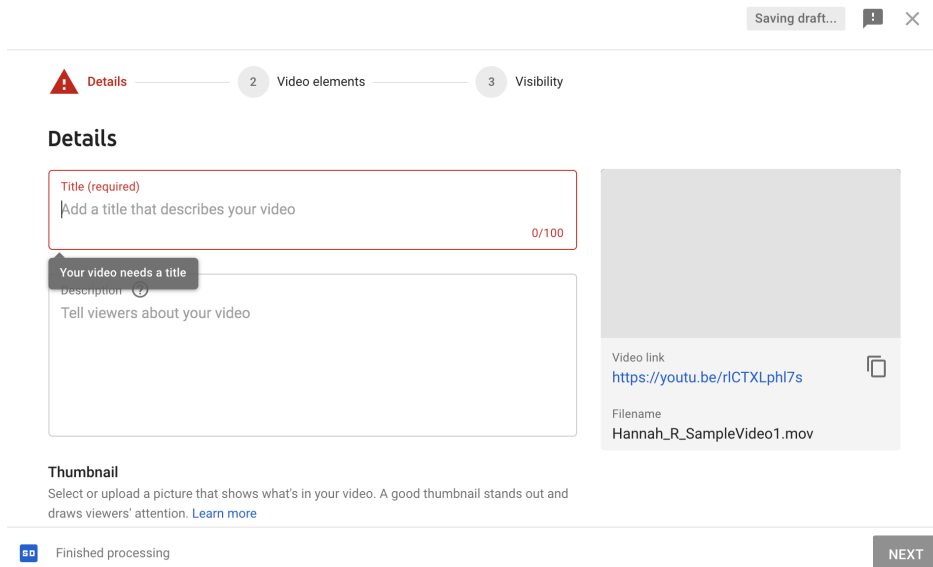 Saving draft...
Details
2
Video elements
3
Visibility
Details
Title (required)
Add a title that describes your video
0/100
Your video needs a title
Description
Tell viewers about your video
Video link
https://youtu.be/rlCTXLphl7s
Filename
Hannah_R_SampleVideo1.mov
Thumbnail
Select or upload a picture that shows what's in your video. A good thumbnail stands out and
draws viewers' attention. Learn more
SD
Finished processing
NEXT